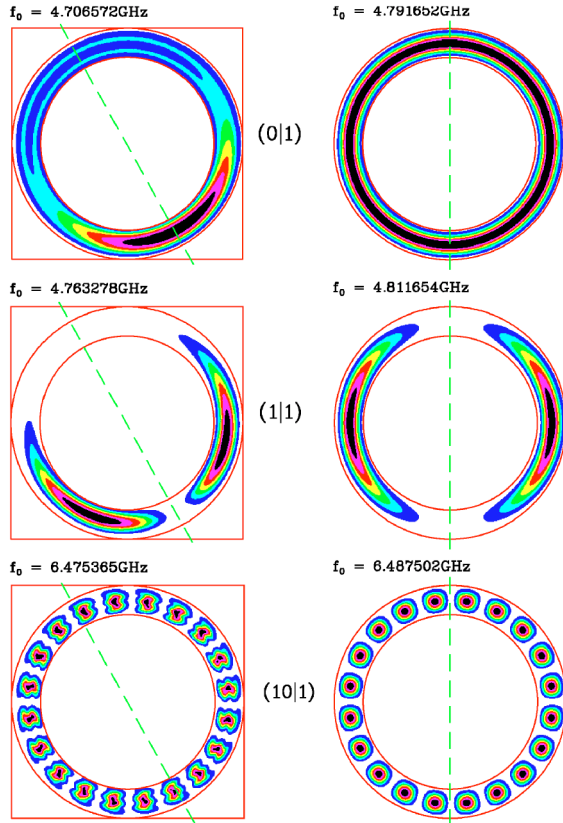 f₀ = 4.706572GHz
f₀ = 4.791652GHz
(0|1)
f₀ = 4.763278GHz
f₀ = 4.811654GHz
(1|1)
f₀ = 6.475365GHz
f₀ = 6.487502GHz
(10|1)